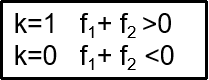 k=1 f₁+ f₂ >0
k=0 f₁+ f₂ <0